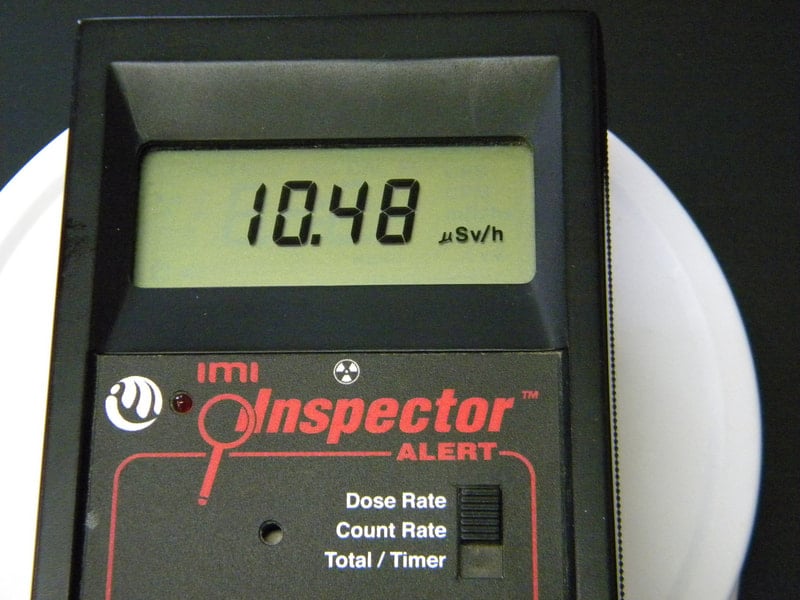 10.48 µSv/h
imi
Inspector™
ALERT
Dose Rate
Count Rate
Total / Timer